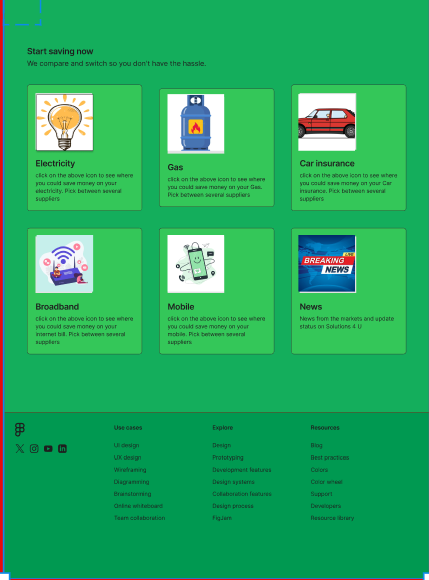 Start saving now
We compare and switch so you don't have the hassle.
Electricity
click on the above icon to see where
you could save money on your
electricity. Pick between several
suppliers
Gas
click on the above icon to see where
you could save money on your Gas.
Pick between several suppliers
Car insurance
click on the above icon to see where
you could save money on your Car
insurance. Pick between several
suppliers
Broadband
click on the above icon to see where
you could save money on your
internet bill. Pick between several
suppliers
Mobile
click on the above icon to see where
you could save money on your
mobile. Pick between several
suppliers
LIVE
BREAKING
NEWS
News
News from the markets and update
status on Solutions 4 U
Use cases
UI design
UX design
Wireframing
Diagramming
Brainstorming
Online whiteboard
Team collaboration
Explore
Design
Prototyping
Development features
Design systems
Collaboration features
Design process
FigJam
Resources
Blog
Best practices
Colors
Color wheel
Support
Developers
Resource library